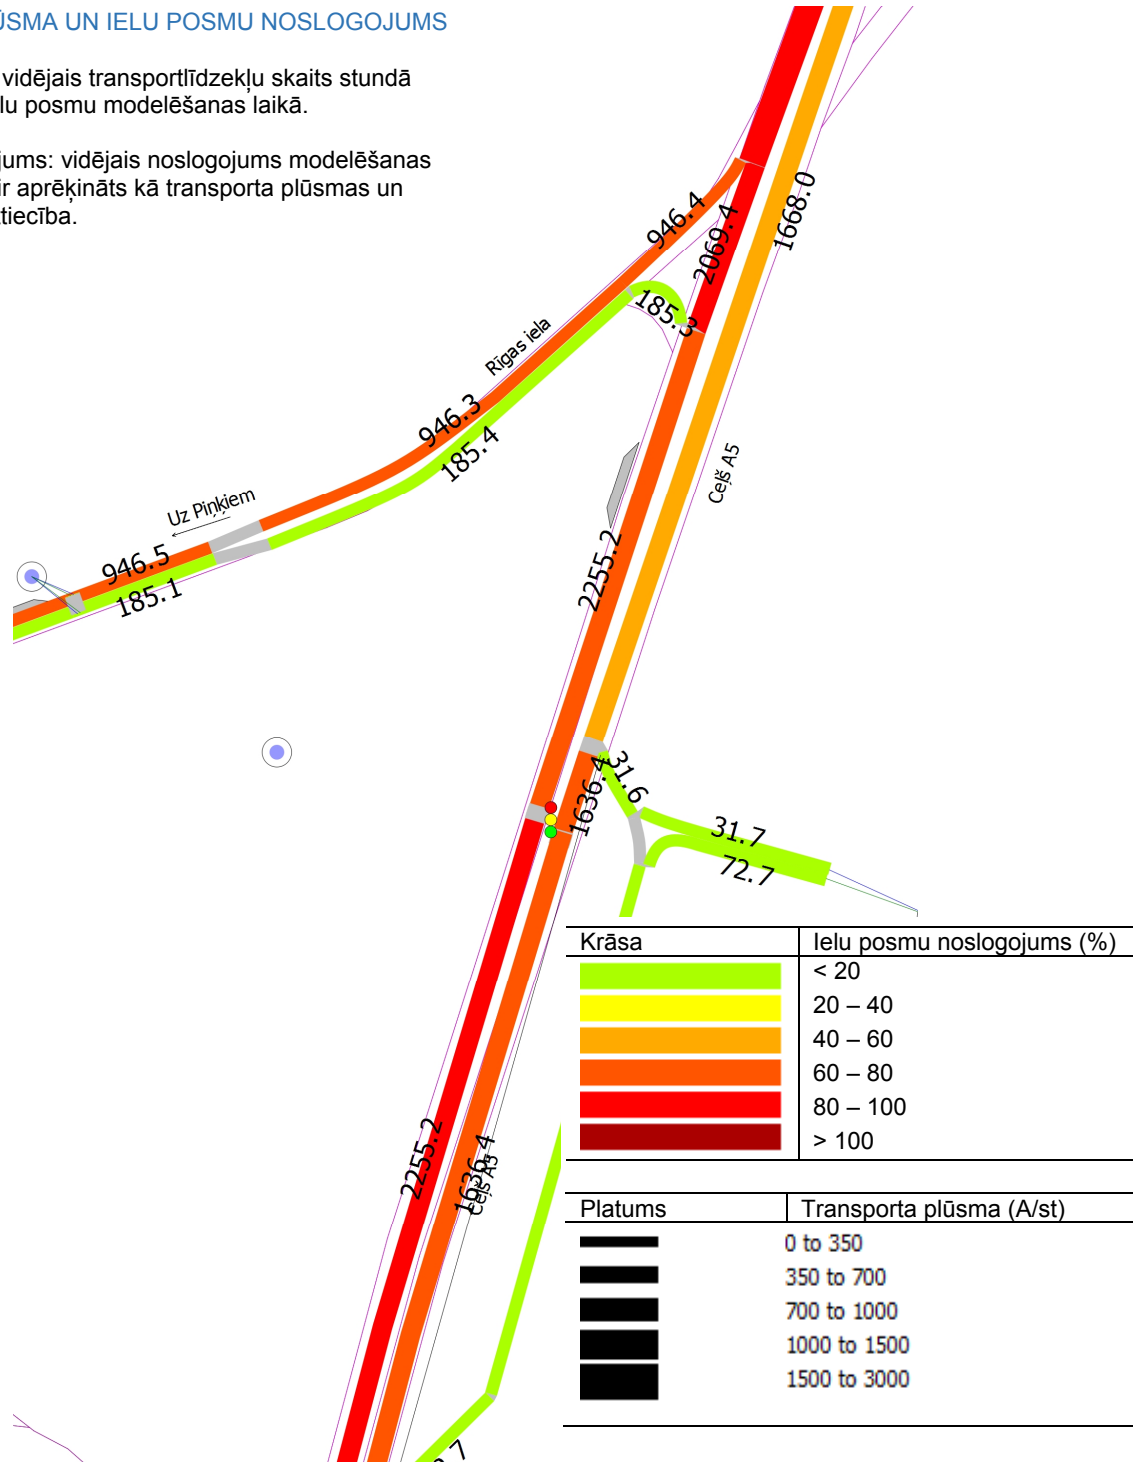 ŪSMA UN IELU POSMU NOSLOGOJUMS
vidējais transportlīdzekļu skaits stundā
lu posmu modelēšanas laikā.
jums: vidējais noslogojums modelēšanas
ir aprēķināts kā transporta plūsmas un
tiecība.
946.4
2069.4
1668.0
185.3
Rīgas iela
946.3
185.4
Ceļš A5
Uz Piņķiem
946.5
185.1
2255.2
31.6
1636.4
31.7
72.7
Krāsa Ielu posmu noslogojums (%)
< 20
20 – 40
40 – 60
60 – 80
80 – 100
> 100
2255.2
1636.4
Ceļš A5
Platums Transporta plūsma (A/st)
0 to 350
350 to 700
700 to 1000
1000 to 1500
1500 to 3000